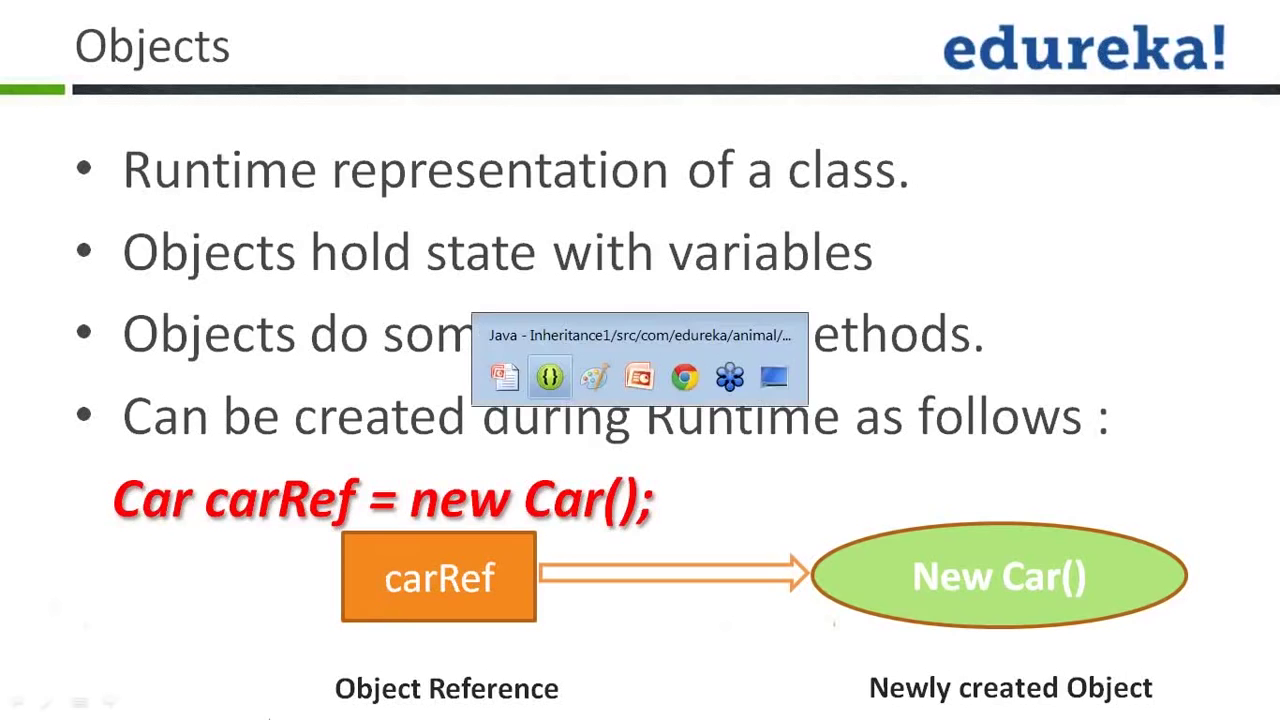 Objects
edureka!
• Runtime representation of a class.
• Objects hold state with variables
• Objects do som ethods.
Java - Inheritance1/src/com/edureka/animal/...
• Can be created during Runtime as follows :
Car carRef = new Car();
carRef
New Car()
Object Reference
Newly created Object